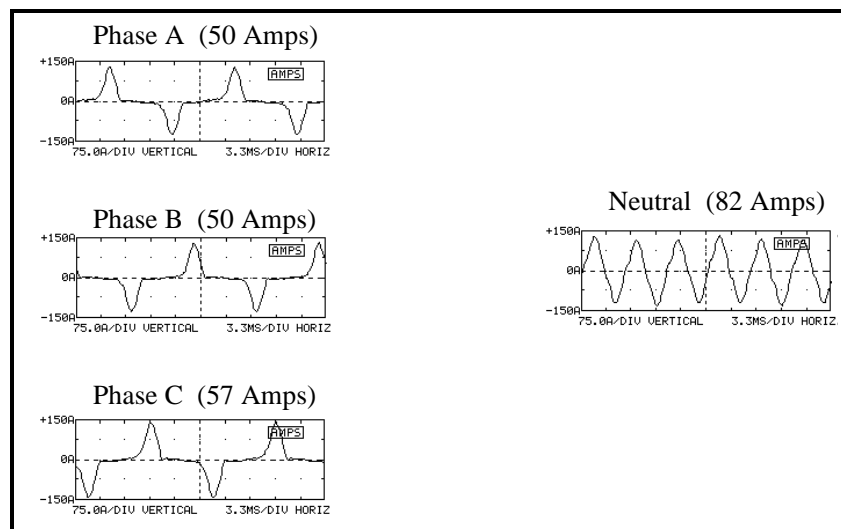 Phase A (50 Amps)
+150A
AMPS
0A
-150A
75.0A/DIV VERTICAL 3.3MS/DIV HORIZ
Phase B (50 Amps)
+150A
AMPS
0A
-150A
75.0A/DIV VERTICAL 3.3MS/DIV HORIZ
Neutral (82 Amps)
+150A
AMPS
0A
-150A
75.0A/DIV VERTICAL 3.3MS/DIV HORIZ
Phase C (57 Amps)
+150A
AMPS
0A
-150A
75.0A/DIV VERTICAL 3.3MS/DIV HORIZ